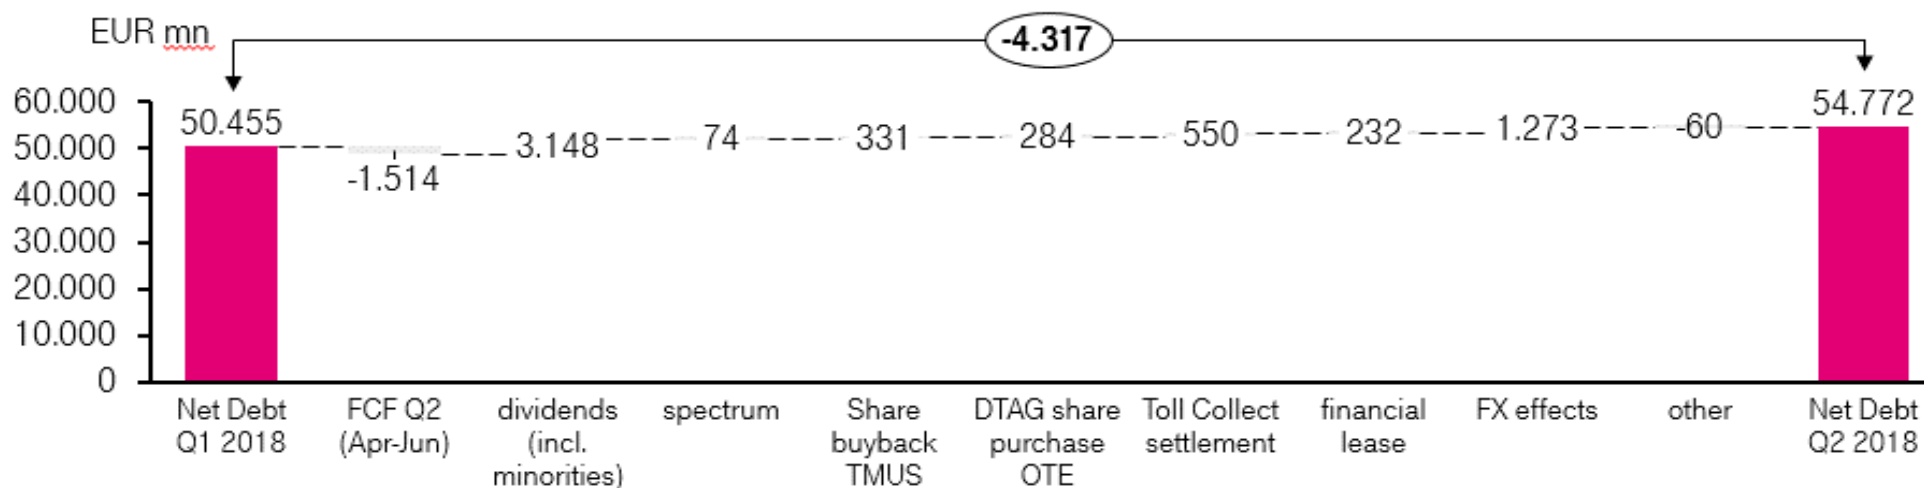 EUR mn
-4.317
60.000
50.000
40.000
30.000
20.000
10.000
0
50.455
-1.514
3.148
74
331
284
550
232
1.273
-60
54.772
Net Debt
Q1 2018
FCF Q2
(Apr-Jun)
dividends
(incl.
minorities)
spectrum
Share
buyback
TMUS
DTAG share
purchase
OTE
Toll Collect
settlement
financial
lease
FX effects
other
Net Debt
Q2 2018